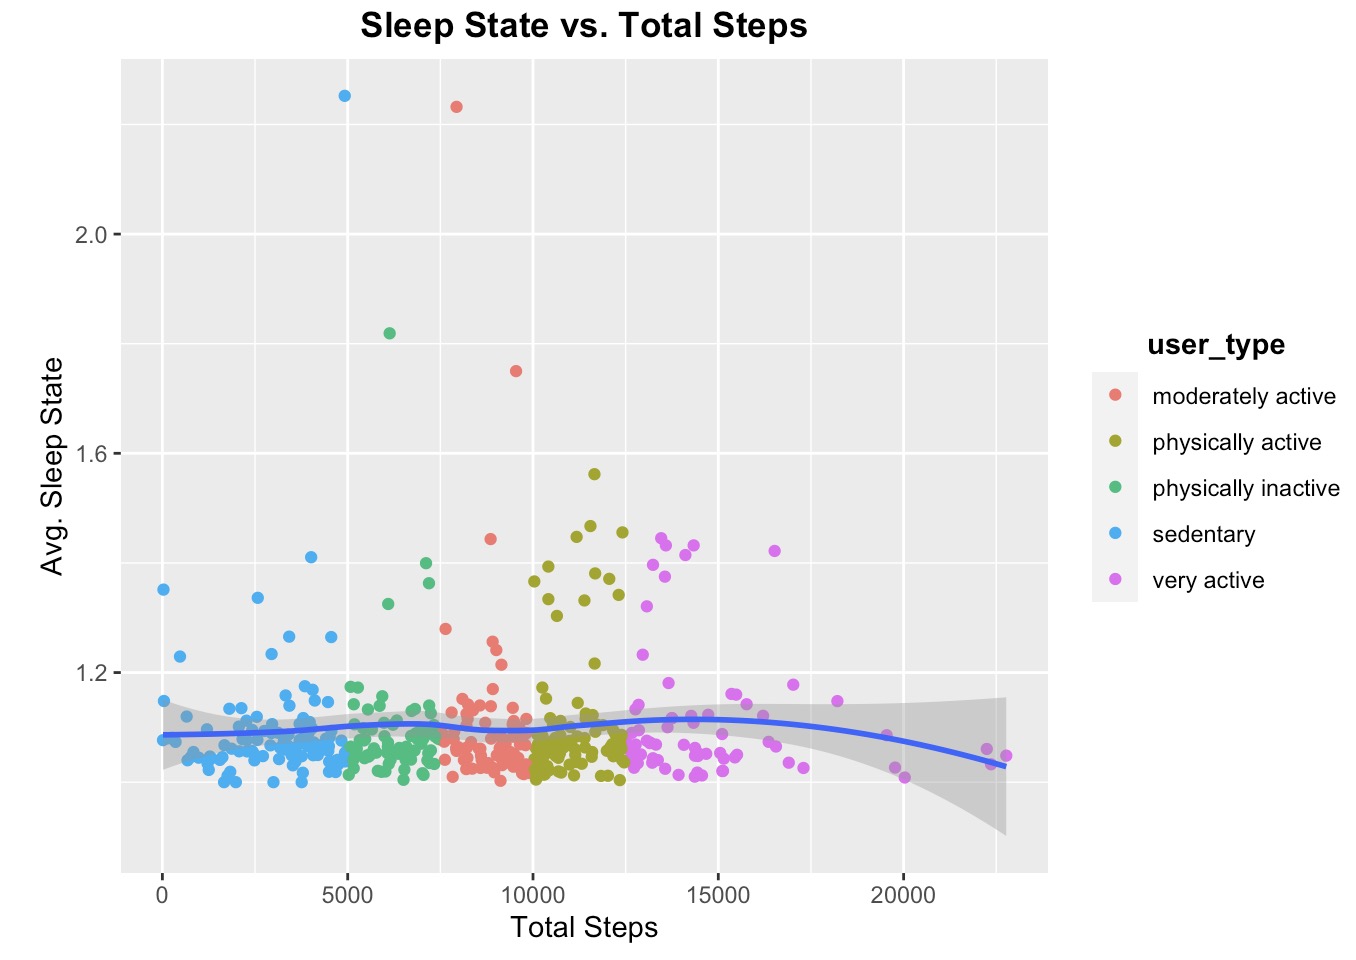 Sleep State vs. Total Steps
Avg. Sleep State
2.0
1.6
1.2
0
5000
10000
15000
20000
Total Steps
user_type
moderately active
physically active
physically inactive
sedentary
very active